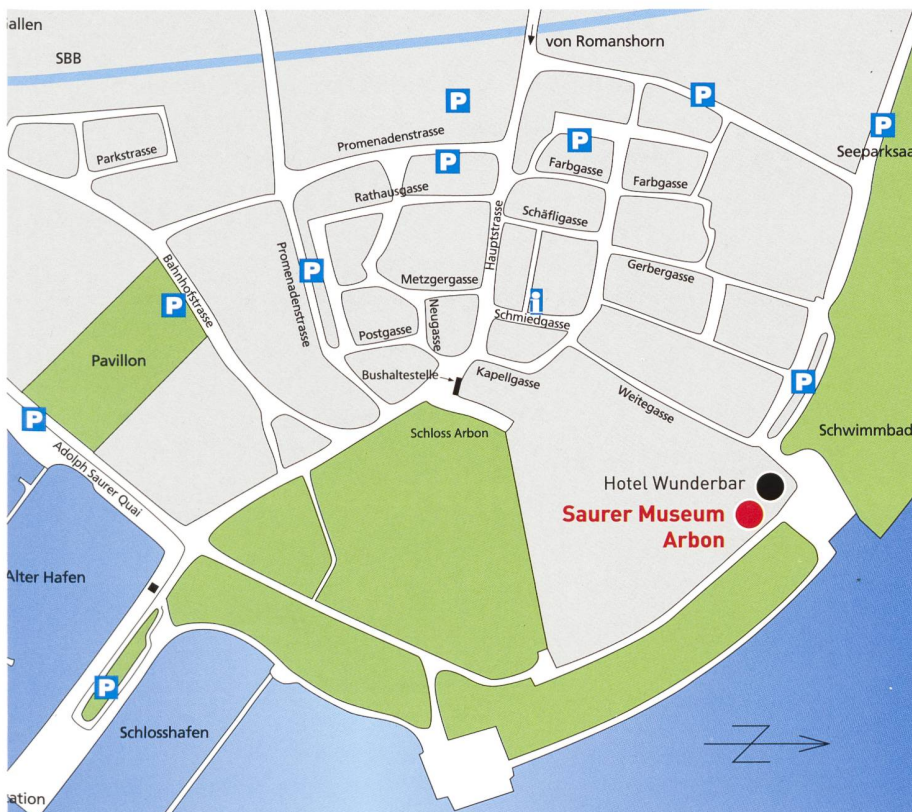 allen
SBB
von Romanshorn
P
P
P
Promenadenstrasse
P
Seeparksaa
Parkstrasse
P
Farbgasse
Farbgasse
Rathausgasse
Schäfligasse
Hauptstrasse
Promenadenstrasse
Bahnhofstrasse
P
Metzgergasse
Gerbergasse
P
i
Neugasse
Schmiedgasse
Postgasse
Pavillon
Bushaltestelle
Kapellgasse
P
Weitegasse
P
Schloss Arbon
Schwimmbad
Adolph Saurer Quai
Hotel Wunderbar
Saurer Museum
Arbon
Alter Hafen
P
Schlosshafen
Z
ation